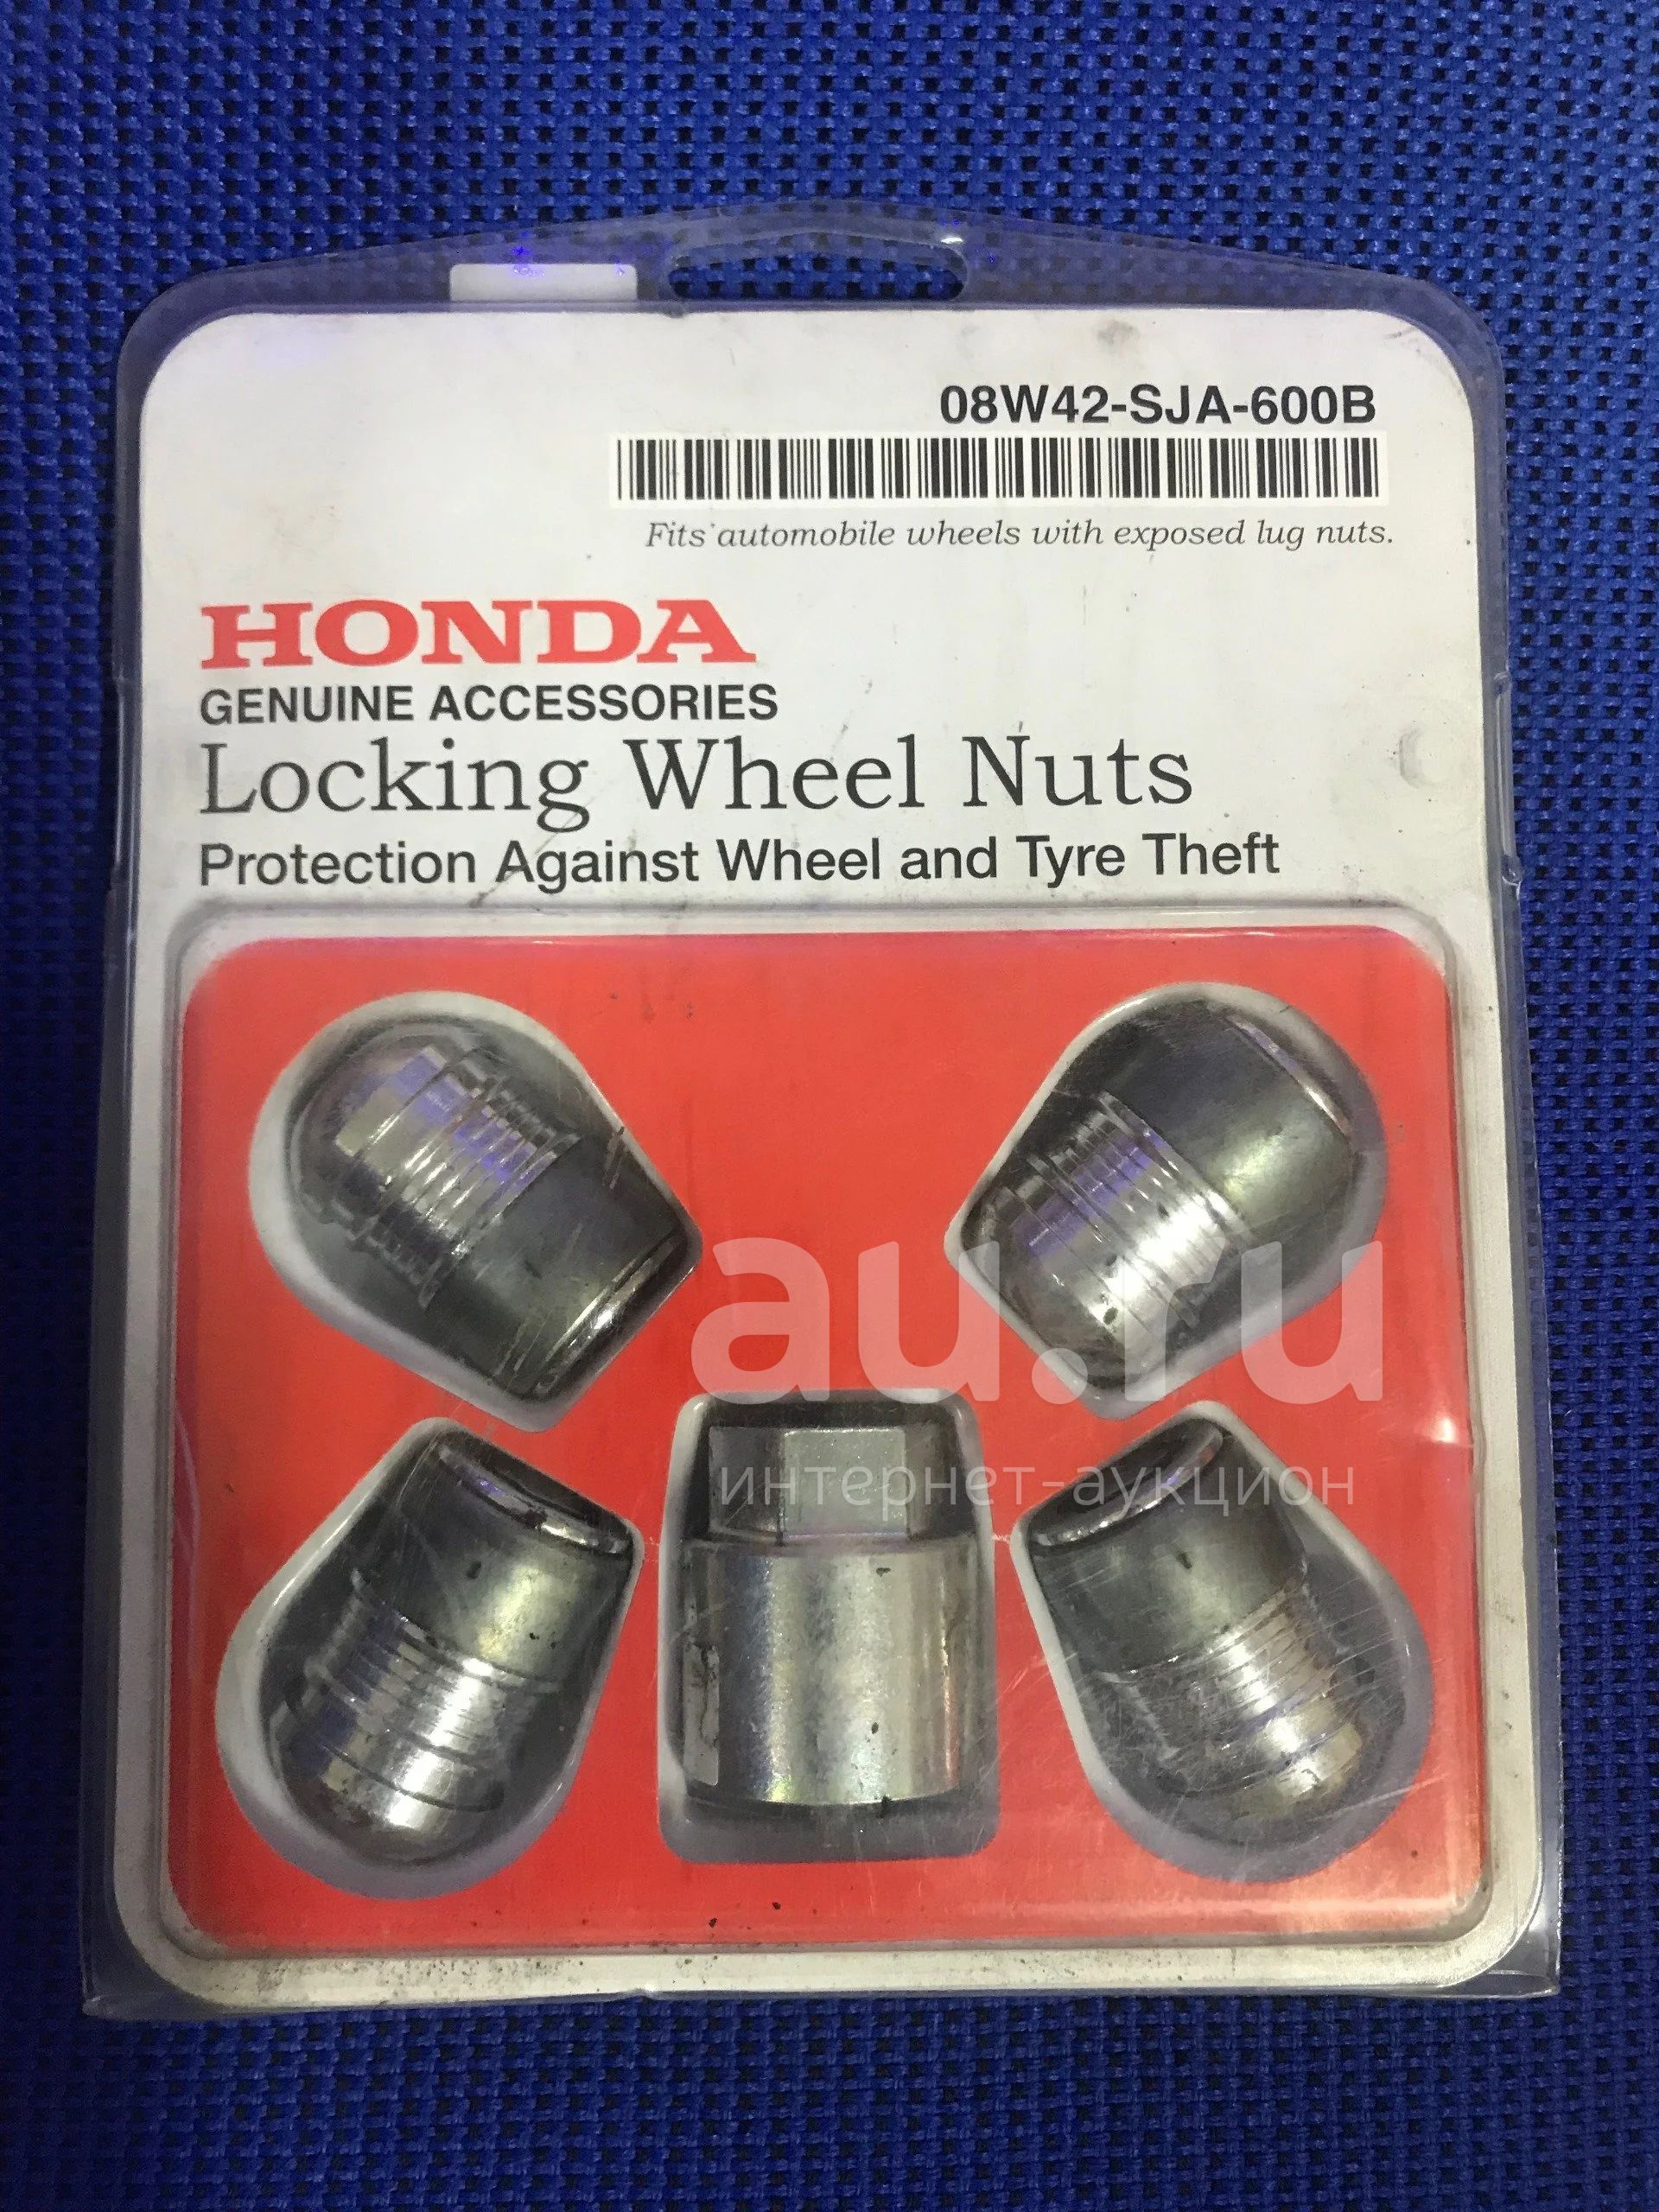 08W42-SJA-600B
Fits automobile wheels with exposed lug nuts.
HONDA
GENUINE ACCESSORIES
Locking Wheel Nuts
Protection Against Wheel and Tyre Theft
au.ru
интернет-аукцион